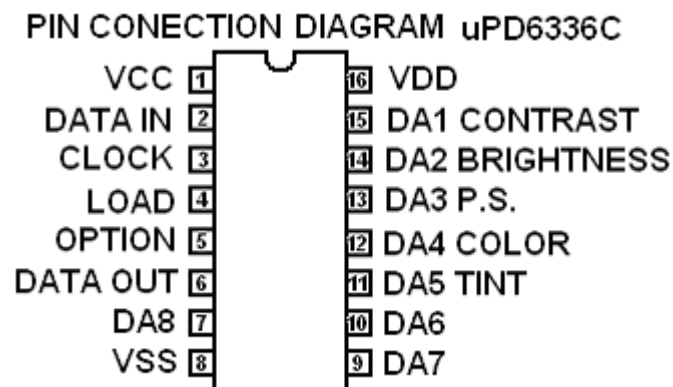 PIN CONECTION DIAGRAM uPD6336C
VCC 1 16 VDD
DATA IN 2 15 DA1 CONTRAST
CLOCK 3 14 DA2 BRIGHTNESS
LOAD 4 13 DA3 P.S.
OPTION 5 12 DA4 COLOR
DATA OUT 6 11 DA5 TINT
DA8 7 10 DA6
VSS 8 9 DA7